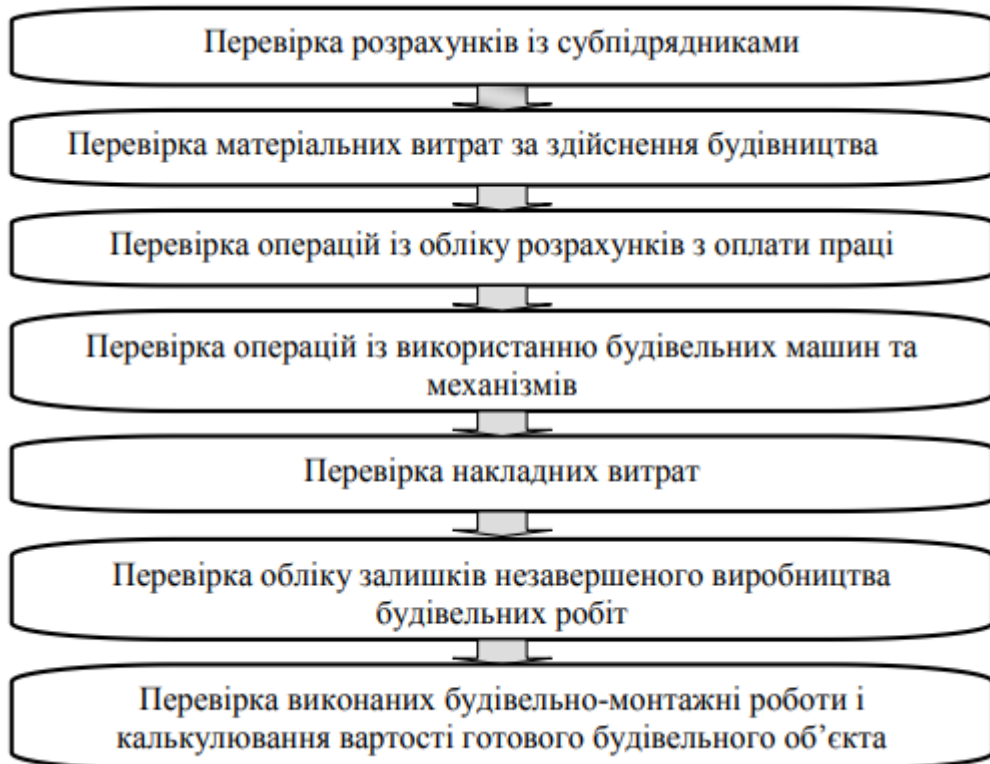 Перевірка розрахунків із субпідрядниками
Перевірка матеріальних витрат за здійснення будівництва
Перевірка операцій із обліку розрахунків з оплати праці
Перевірка операцій із використанню будівельних машин та
механізмів
Перевірка накладних витрат
Перевірка обліку залишків незавершеного виробництва
будівельних робіт
Перевірка виконаних будівельно-монтажні роботи і
калькулювання вартості готового будівельного об’єкта